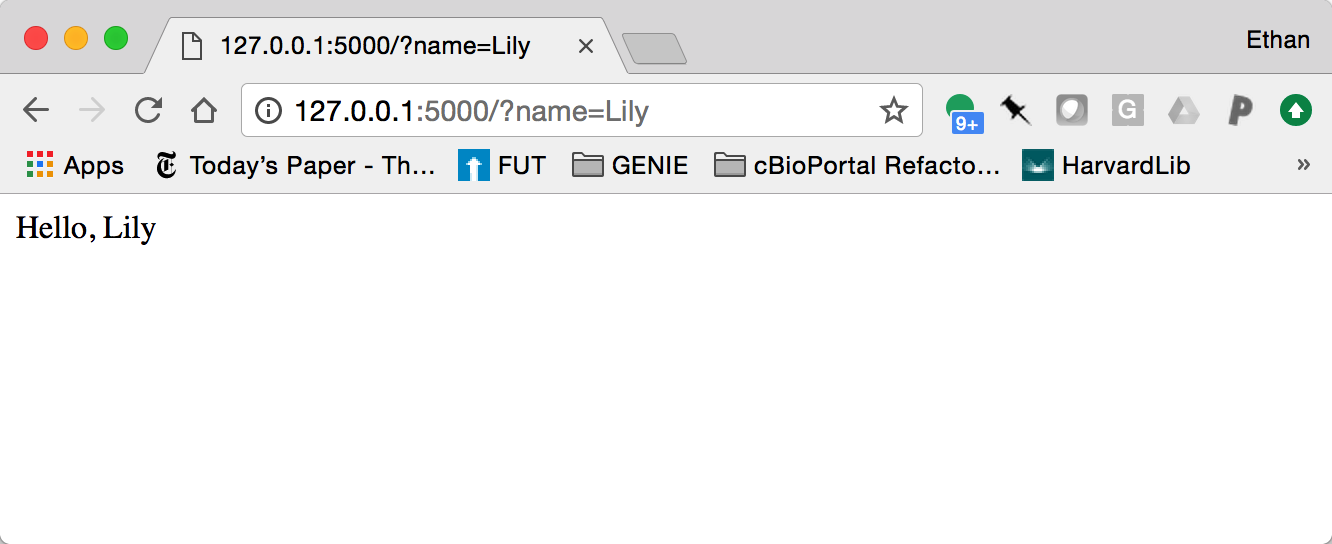 127.0.0.1:5000/?name=Lily
Ethan
127.0.0.1:5000/?name=Lily
9+
G
P
Apps
T Today’s Paper - Th...
FUT
GENIE
cBioPortal Refacto...
HarvardLib
»
Hello, Lily